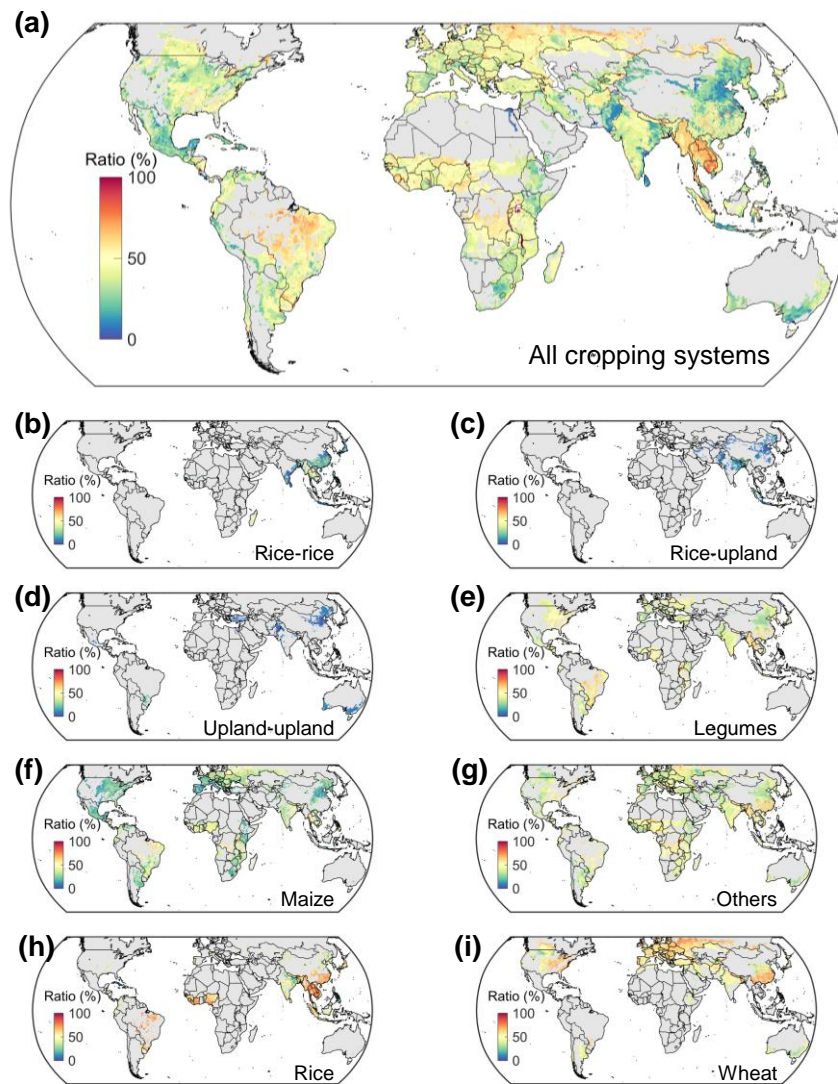 (a)
Ratio (%)
100
50
0
All cropping systems
(b)
Ratio (%)
100
50
0
Rice-rice
(c)
Ratio (%)
100
50
0
Rice-upland
(d)
Ratio (%)
100
50
0
Upland-upland
(e)
Ratio (%)
100
50
0
Legumes
(f)
Ratio (%)
100
50
0
Maize
(g)
Ratio (%)
100
50
0
Others
(h)
Ratio (%)
100
50
0
Rice
(i)
Ratio (%)
100
50
0
Wheat